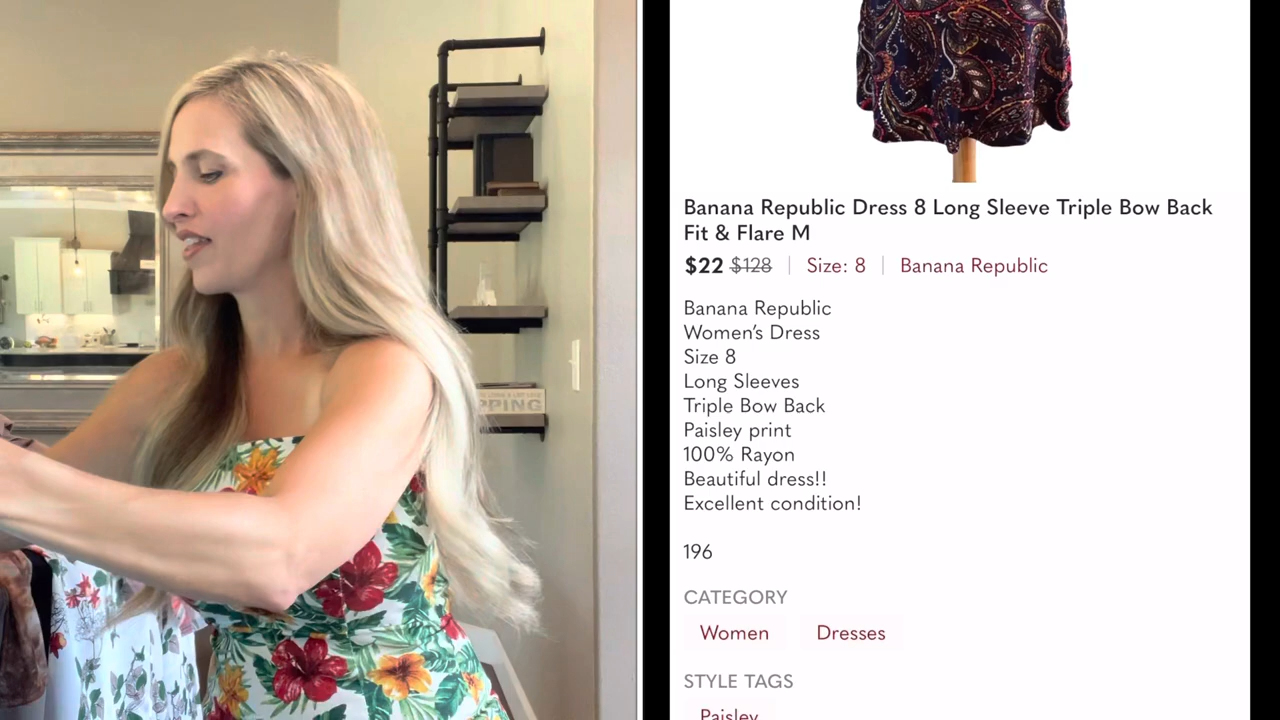 PPING
Banana Republic Dress 8 Long Sleeve Triple Bow Back
Fit & Flare M
$22 $128 | Size: 8 | Banana Republic
Banana Republic
Women's Dress
Size 8
Long Sleeves
Triple Bow Back
Paisley print
100% Rayon
Beautiful dress!!
Excellent condition!
196
CATEGORY
Women Dresses
STYLE TAGS
Paisley